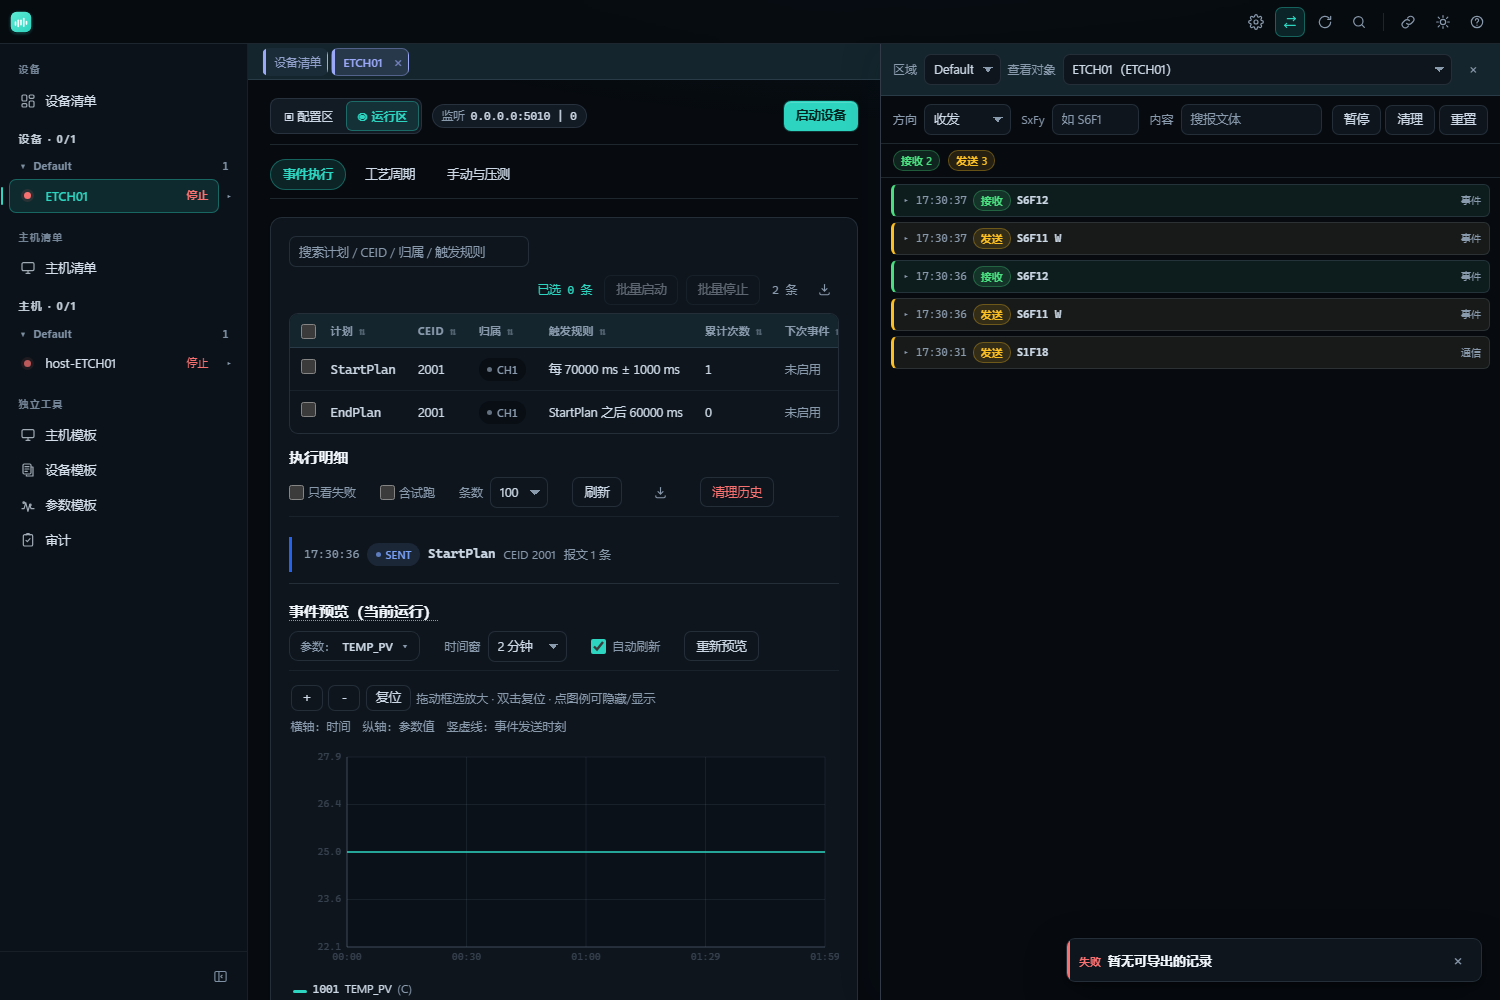 设备
设备清单
设备 · 0/1
Default 1
ETCH01 停止
主机清单
主机清单
主机 · 0/1
Default 1
host-ETCH01 停止
独立工具
主机模板
设备模板
参数模板
审计
设备清单 ETCH01 ×
配置区 运行区 监听 0.0.0.0:5010 | 0 启动设备
事件执行 工艺周期 手动与压测
搜索计划 / CEID / 归属 / 触发规则
已选 0 条 批量启动 批量停止 2 条
计划 CEID 归属 触发规则 累计次数 下次事件
StartPlan 2001 CH1 每 70000 ms ± 1000 ms 1 未启用
EndPlan 2001 CH1 StartPlan 之后 60000 ms 0 未启用
执行明细
只看失败 含试跑 条数 100 刷新 清理历史
17:30:36 SENT StartPlan CEID 2001 报文 1 条
事件预览（当前运行）
参数： TEMP_PV 时间窗 2 分钟 自动刷新 重新预览
+ - 复位 拖动框选放大 · 双击复位 · 点图例可隐藏/显示
横轴：时间 纵轴：参数值 竖虚线：事件发送时刻
27.9
26.4
25.0
23.6
22.1
00:00 00:30 01:00 01:29 01:59
1001 TEMP_PV (C)
区域 Default 查看对象 ETCH01 (ETCH01) ×
方向 收发 SxFy 如 S6F1 内容 搜报文体 暂停 清理 重置
接收 2 发送 3
17:30:37 接收 S6F12 事件
17:30:37 发送 S6F11 W 事件
17:30:36 接收 S6F12 事件
17:30:36 发送 S6F11 W 事件
17:30:31 发送 S1F18 通信
失败 暂无可导出的记录 ×